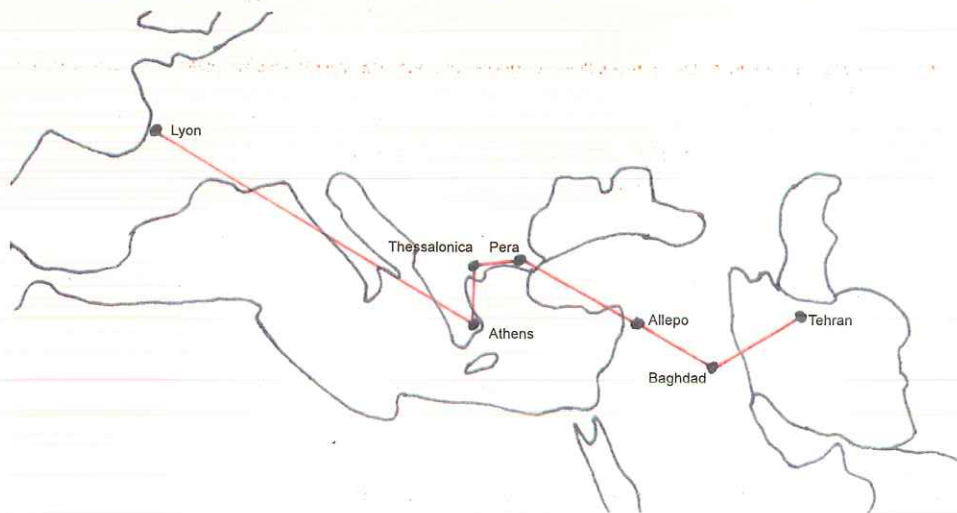 Lyon
Thessalonica
Pera
Athens
Allepo
Tehran
Baghdad